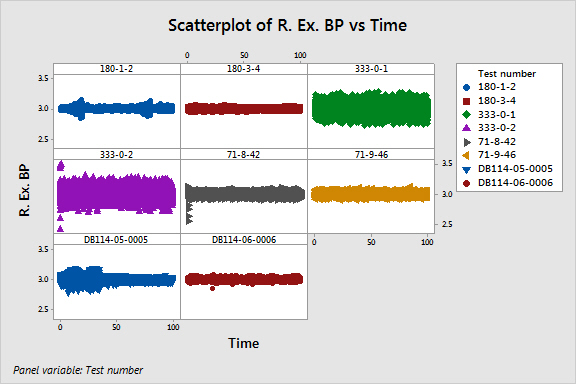 Scatterplot of R. Ex. BP vs Time
0 50 100
180-1-2 180-3-4 333-0-1
3.5
3.0
2.5
333-0-2 71-8-42 71-9-46
3.5
3.0
2.5
0 50 100
DB114-05-0005 DB114-06-0006
3.5
3.0
2.5
0 50 100
R. Ex. BP
Time
Test number
180-1-2
180-3-4
333-0-1
333-0-2
71-8-42
71-9-46
DB114-05-0005
DB114-06-0006
Panel variable: Test number